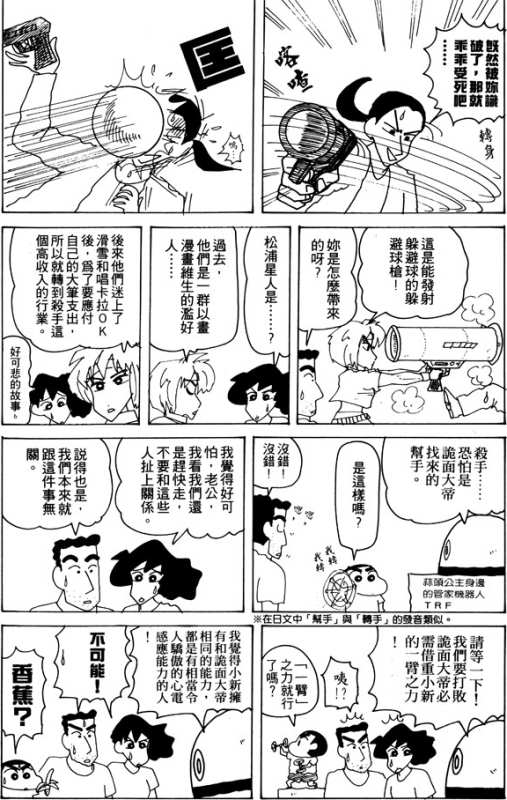 既然被妳識
破了，那就
乖乖受死吧
……
喀
喳
轉身
匡
嗚
這是能發射
躲避球的躲
避球槍！
妳是怎麼帶來
的呀？
松浦星人是……？
過去，
他們是一群以畫
漫畫維生的濫好
人……
後來他們迷上了
滑雪和唱卡拉OK
後，為了要應付
自己的大筆支出，
所以就轉到殺手這
個高收入的行業。
好可悲的故事。
殺手……
恐怕是
詭面大帝
找來的
幫手。
是這樣嗎？
沒錯！
沒錯！
我轉
我轉
蒜頭公主身邊
的管家機器人
TRF
※在日文中「幫手」與「轉手」的發音類似。
我覺得好可
怕，老公，
我看我們還
是趕快走，
不要和這些
人扯上關係。
說得也是，
我們本來就
跟這件事無
關。
請等一下！
我們要打敗
詭面大帝必
需借重小新
的一臂之力
！
咦!?
「一臂」
之力就行
了嗎？
我覺得小新擁
有和詭面大帝
相同的能力，
都是有相當令
人驕傲的心電
感應能力的人
！
不可能！
香蕉？